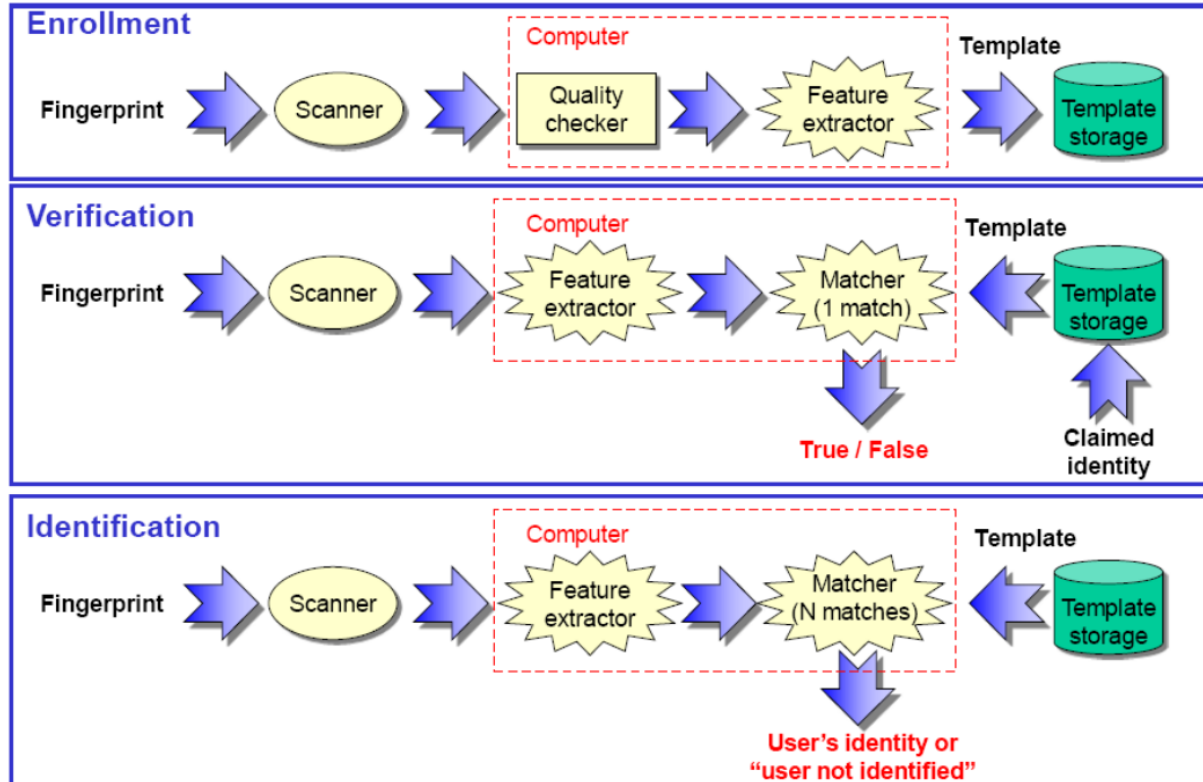 Enrollment
Computer
Template
Fingerprint
Scanner
Quality
checker
Feature
extractor
Template
storage
Verification
Computer
Template
Fingerprint
Scanner
Feature
extractor
Matcher
(1 match)
Template
storage
True / False
Claimed
identity
Identification
Computer
Template
Fingerprint
Scanner
Feature
extractor
Matcher
(N matches)
Template
storage
User's identity or
“user not identified”